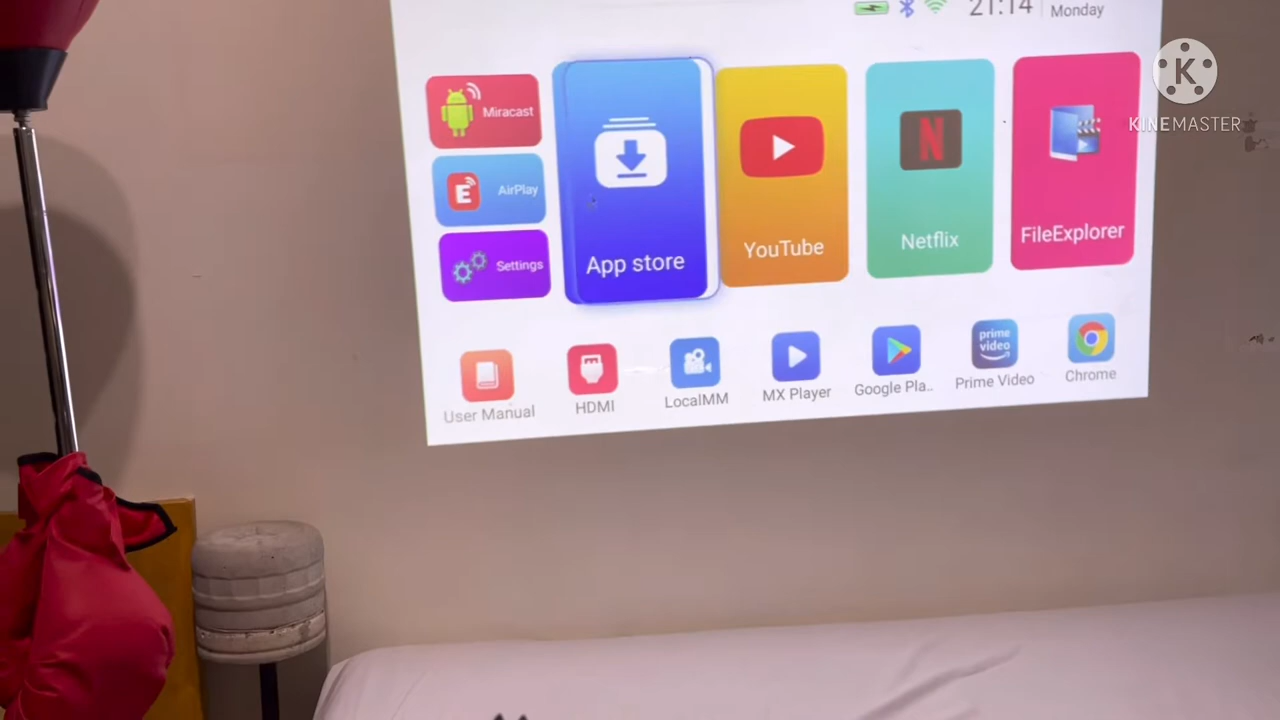 21:14
Monday
K
KINEMASTER
Miracast
E
AirPlay
Settings
App store
YouTube
N
Netflix
FileExplorer
User Manual
HDMI
LocalMM
MX Player
Google Pla..
prime
video
Prime Video
Chrome